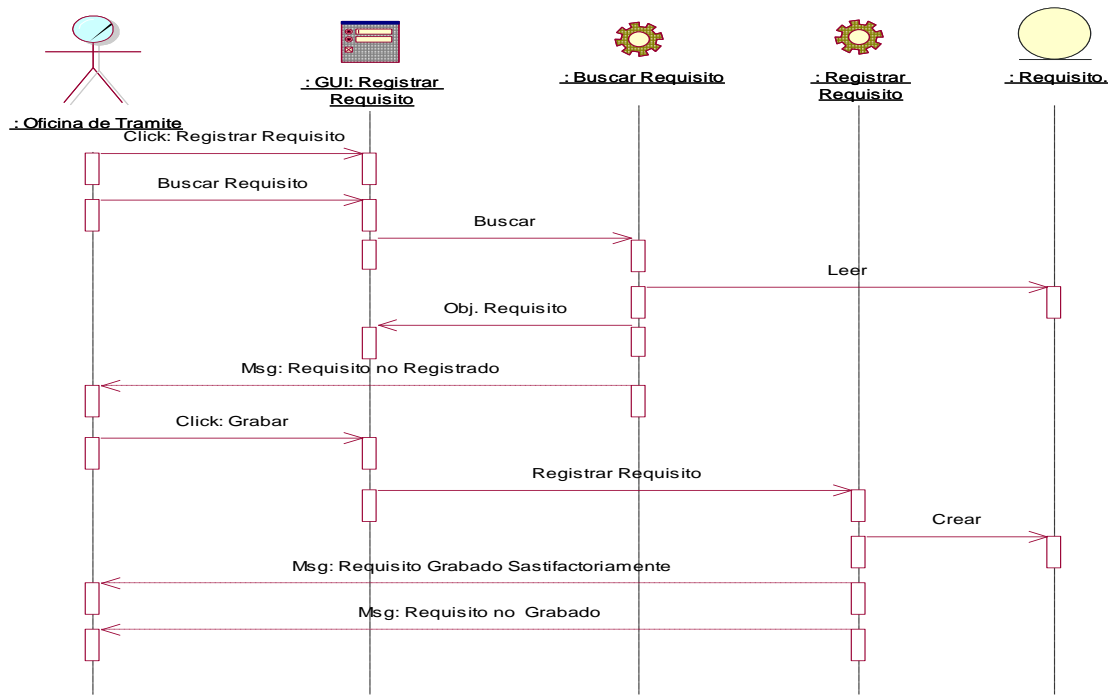 : Oficina de Tramite
: GUI: Registrar
Requisito
: Buscar Requisito
: Registrar
Requisito
: Requisito.
Click: Registrar Requisito
Buscar Requisito
Buscar
Leer
Obj. Requisito
Msg: Requisito no Registrado
Click: Grabar
Registrar Requisito
Crear
Msg: Requisito Grabado Sastifactoriamente
Msg: Requisito no Grabado